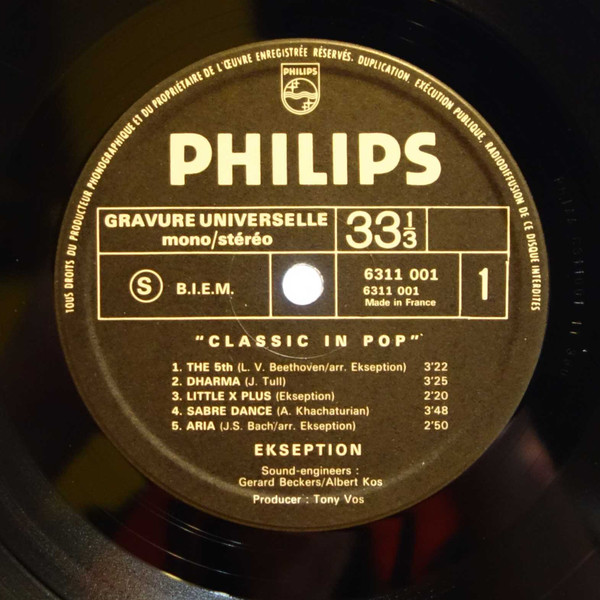 TOUS DROITS DU PRODUCTEUR PHONOGRAPHIQUE ET DU PROPRIÉTAIRE DE L'ŒUVRE ENREGISTRÉE RÉSERVÉS. DUPLICATION, EXÉCUTION PUBLIQUE, RADIODIFFUSION DE CE DISQUE INTERDITES
PHILIPS
PHILIPS
GRAVURE UNIVERSELLE
mono/stéréo
33 1/3
S B.I.E.M.
6311 001
6311 001
Made in France
1
"CLASSIC IN POP"
1. THE 5th (L. V. Beethoven/arr. Ekseption) 3'22
2. DHARMA (J. Tull) 3'25
3. LITTLE X PLUS (Ekseption) 2'20
4. SABRE DANCE (A. Khachaturian) 3'48
5. ARIA (J.S. Bach/arr. Ekseption) 2'50
EKSEPTION
Sound-engineers :
Gerard Beckers/Albert Kos
Producer : Tony Vos